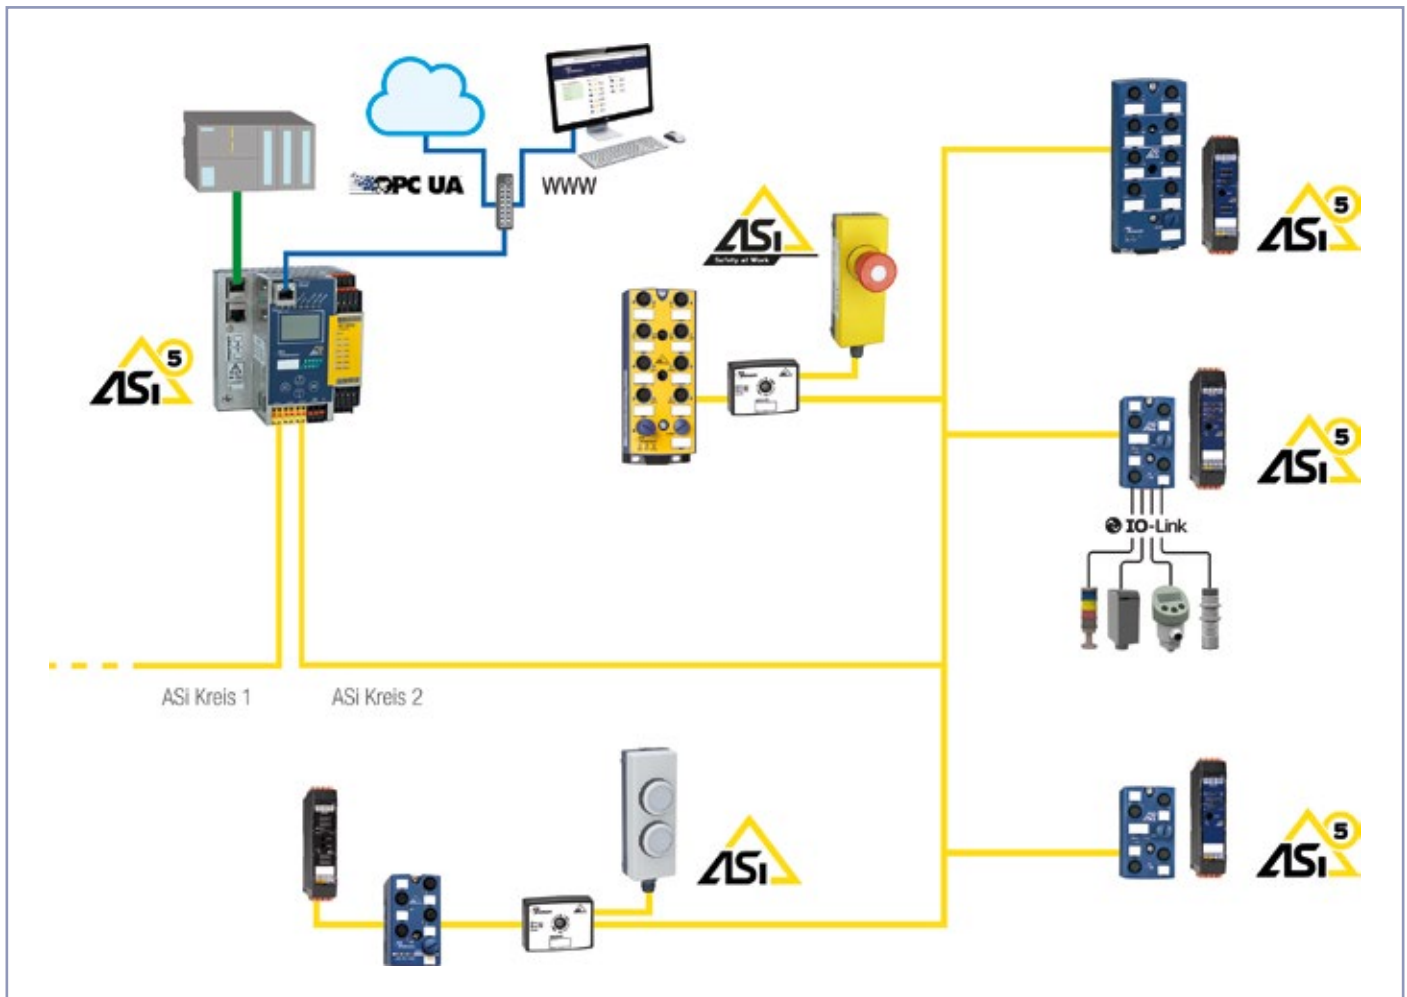 OPC UA
WWW
ASi
Safety at Work
ASi 5
ASi 5
ASi 5
IO-Link
ASi Kreis 1
ASi Kreis 2
ASi
ASi 5